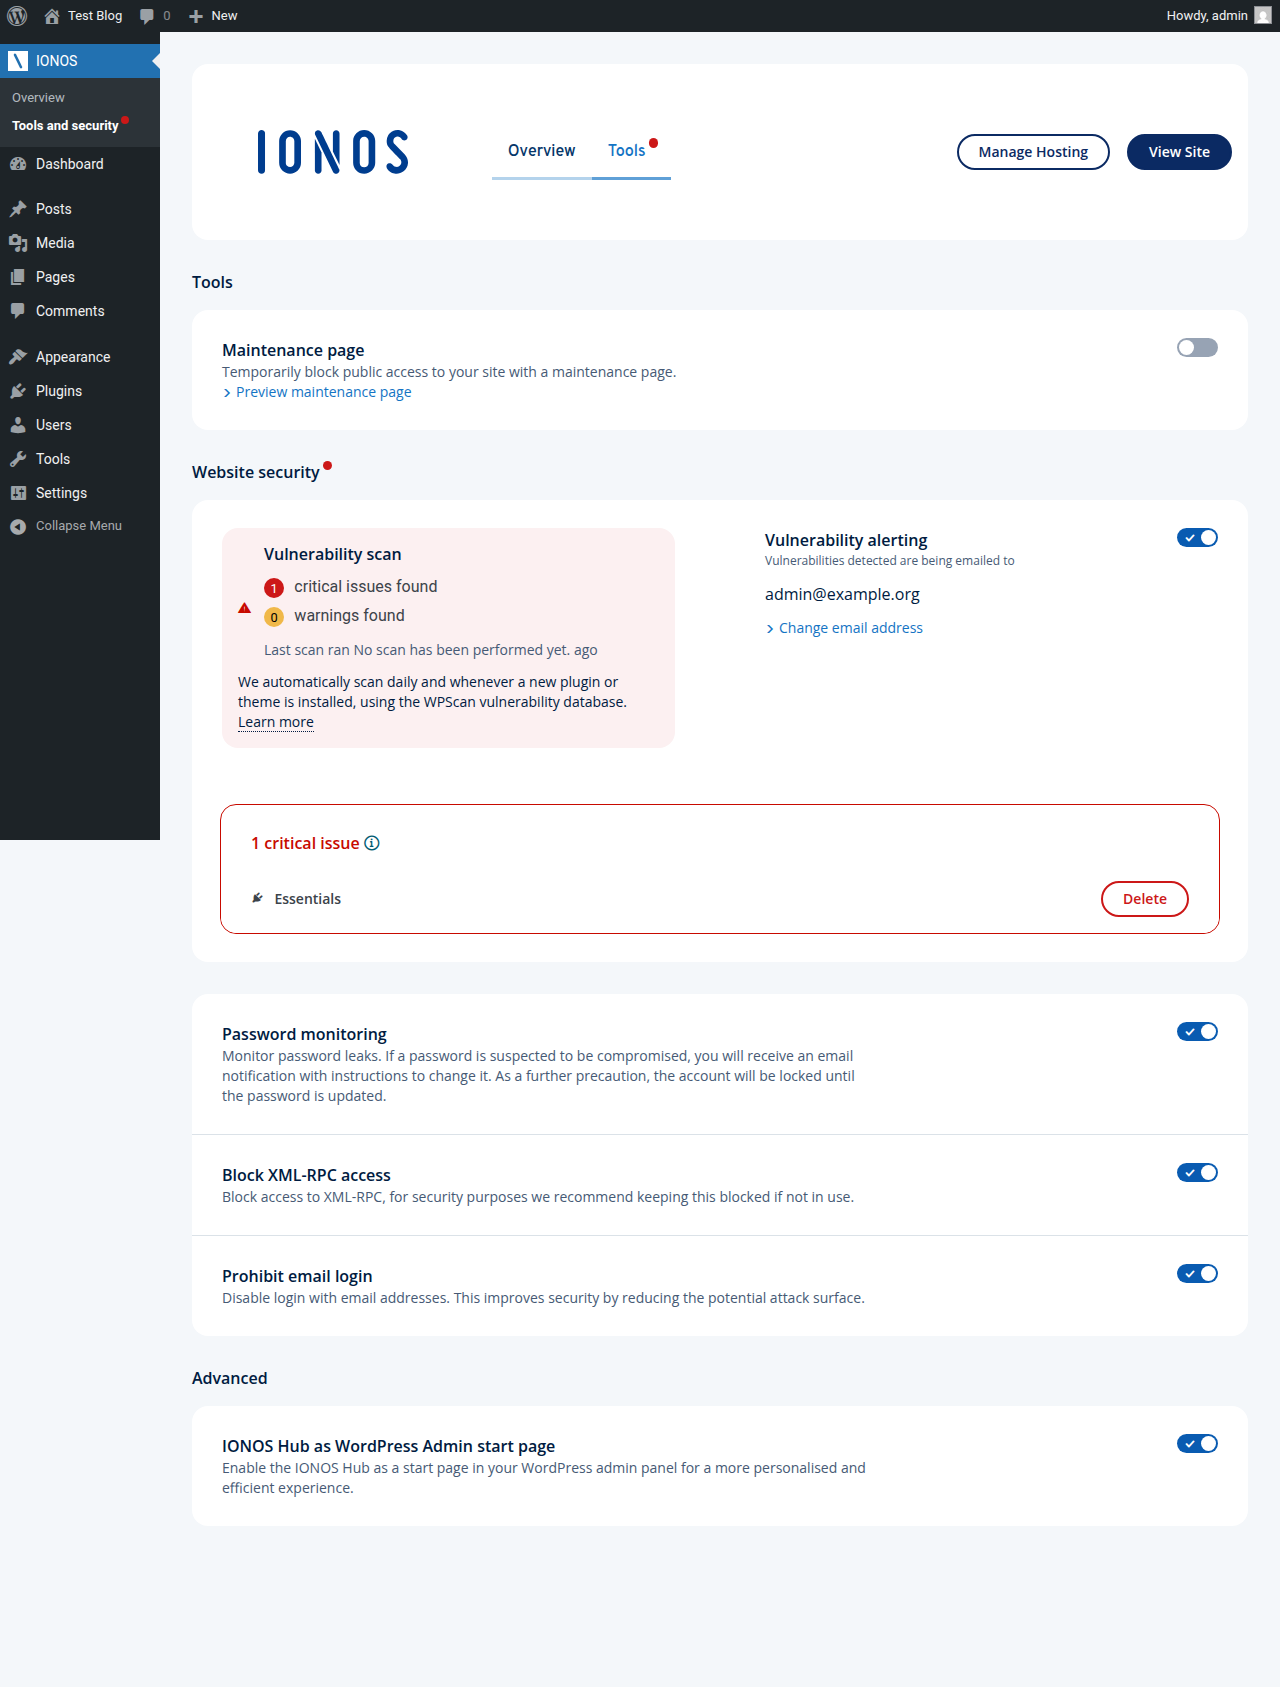 Test Blog
0
New
Howdy, admin
IONOS
Overview
Tools and security
Dashboard
Posts
Media
Pages
Comments
Appearance
Plugins
Users
Tools
Settings
Collapse Menu
IONOS
Overview
Tools
Manage Hosting
View Site
Tools
Maintenance page
Temporarily block public access to your site with a maintenance page.
Preview maintenance page
Website security
Vulnerability scan
1 critical issues found
0 warnings found
Last scan ran No scan has been performed yet. ago
We automatically scan daily and whenever a new plugin or
theme is installed, using the WPScan vulnerability database.
Learn more
Vulnerability alerting
Vulnerabilities detected are being emailed to
admin@example.org
Change email address
1 critical issue
Essentials
Delete
Password monitoring
Monitor password leaks. If a password is suspected to be compromised, you will receive an email
notification with instructions to change it. As a further precaution, the account will be locked until
the password is updated.
Block XML-RPC access
Block access to XML-RPC, for security purposes we recommend keeping this blocked if not in use.
Prohibit email login
Disable login with email addresses. This improves security by reducing the potential attack surface.
Advanced
IONOS Hub as WordPress Admin start page
Enable the IONOS Hub as a start page in your WordPress admin panel for a more personalised and
efficient experience.